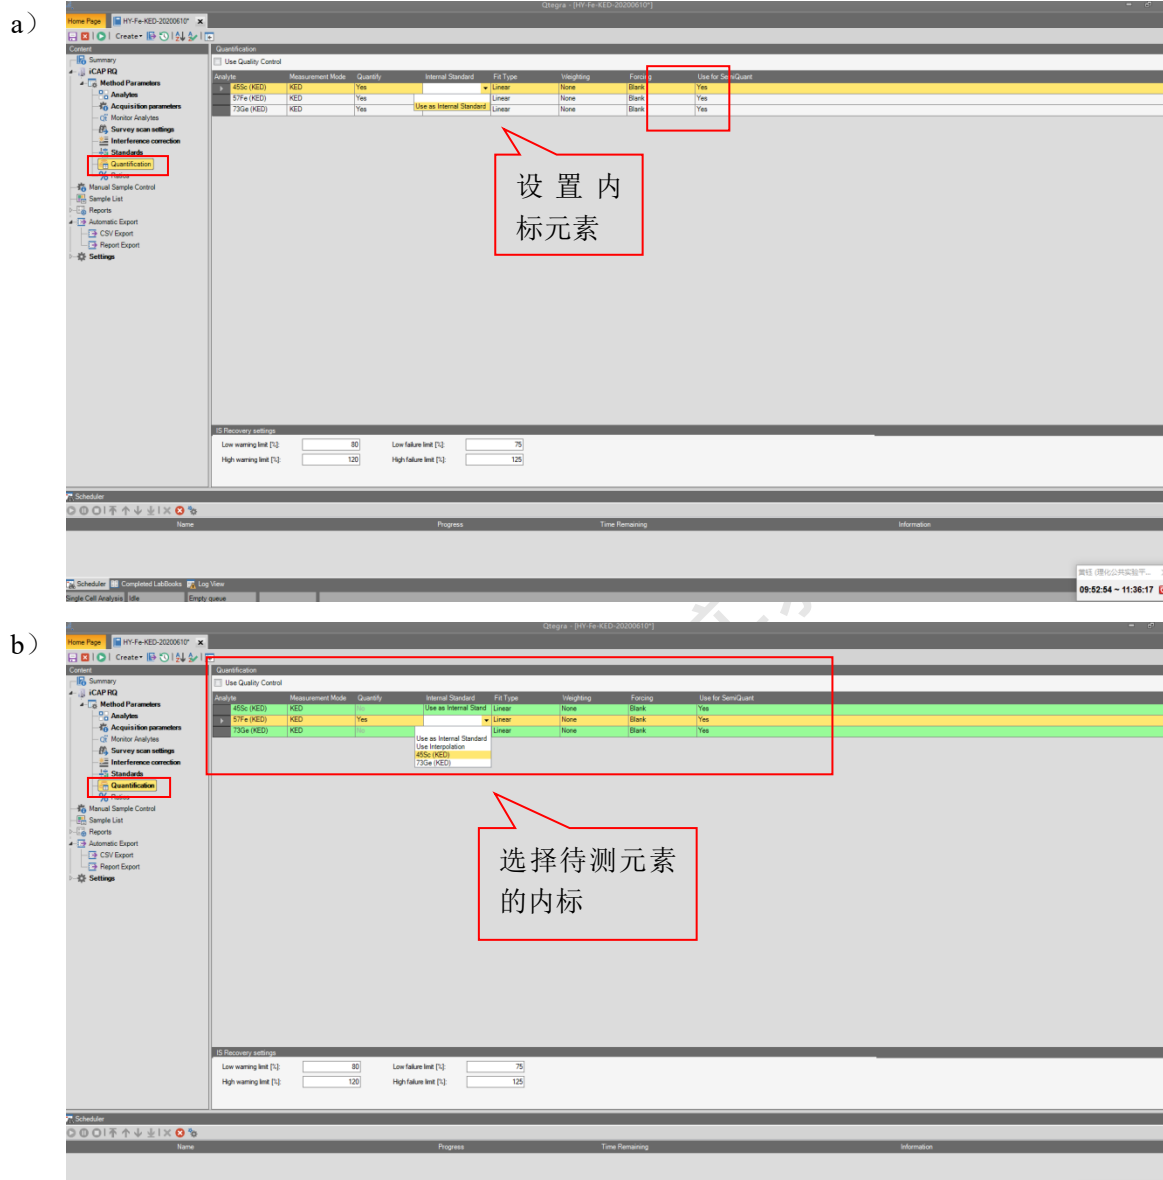 a）
Qtegra - [HY-Fe-KED-20200610*]
Home Page HY-Fe-KED-20200610* x
Create
Content Quantification
Summary Use Quality Control
iCAP RQ Analyte Measurement Mode Quantify Internal Standard Fit Type Weighting Forcing Use for SemiQuant
Method Parameters 45Sc (KED) KED Yes Linear None Blank Yes
Analytes 57Fe (KED) KED Yes Linear None Blank Yes
Acquisition parameters 73Ge (KED) KED Yes Use as Internal Standard Linear None Blank Yes
Monitor Analytes
Survey scan settings
Interference correction
Standards
Quantification
Ratios
Manual Sample Control
Sample List
Reports
Automatic Export
CSV Export
Report Export
Settings
设置内
标元素
IS Recovery settings
Low warning limit [%]: 80 Low failure limit [%]: 75
High warning limit [%]: 120 High failure limit [%]: 125
Scheduler
Name Progress Time Remaining Information
Scheduler Completed LabBooks Log View
Single Cell Analysis Idle Empty queue
09:52:54 ~ 11:36:17
b）
Qtegra - [HY-Fe-KED-20200610*]
Home Page HY-Fe-KED-20200610* x
Create
Content Quantification
Summary Use Quality Control
iCAP RQ Analyte Measurement Mode Quantify Internal Standard Fit Type Weighting Forcing Use for SemiQuant
Method Parameters 45Sc (KED) KED No Use as Internal Stand Linear None Blank Yes
Analytes 57Fe (KED) KED Yes Linear None Blank Yes
Acquisition parameters 73Ge (KED) KED No Linear None Blank Yes
Monitor Analytes Use as Internal Standard
Survey scan settings Use Interpolation
Interference correction 45Sc (KED)
Standards 73Ge (KED)
Quantification
Manual Sample Control
Sample List
Reports
Automatic Export
CSV Export
Report Export
Settings
选择待测元素
的内标
IS Recovery settings
Low warning limit [%]: 80 Low failure limit [%]: 75
High warning limit [%]: 120 High failure limit [%]: 125
Scheduler
Name Progress Time Remaining Information